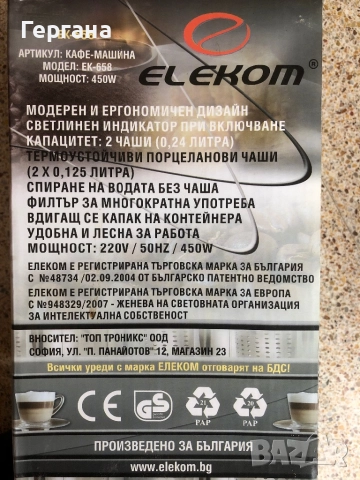 Гергана
АРТИКУЛ: КАФЕ-МАШИНА
МОДЕЛ: ЕК-658
МОЩНОСТ: 450W
ELEKOM®
МОДЕРЕН И ЕРГОНОМИЧЕН ДИЗАЙН
СВЕТЛИНЕН ИНДИКАТОР ПРИ ВКЛЮЧВАНЕ
КАПАЦИТЕТ: 2 ЧАШИ (0,24 ЛИТРА)
ТЕРМОУСТОЙЧИВИ ПОРЦЕЛАНОВИ ЧАШИ
(2 Х 0,125 ЛИТРА)
СПИРАНЕ НА ВОДАТА БЕЗ ЧАША
ФИЛТЪР ЗА МНОГОКРАТНА УПОТРЕБА
ВДИГАЩ СЕ КАПАК НА КОНТЕЙНЕРА
УДОБНА И ЛЕСНА ЗА РАБОТА
МОЩНОСТ: 220V / 50HZ / 450W
ЕЛЕКОМ Е РЕГИСТРИРАНА ТЪРГОВСКА МАРКА ЗА БЪЛГАРИЯ
С №48734 / 02.09.2004 ОТ БЪЛГАРСКО ПАТЕНТНО ВЕДОМСТВО
ЕЛЕКОМ Е РЕГИСТРИРАНА ТЪРГОВСКА МАРКА ЗА ЕВРОПА
С №948329/2007 - ЖЕНЕВА НА СВЕТОВНАТА ОРГАНИЗАЦИЯ
ЗА ИНТЕЛЕКТУАЛНА СОБСТВЕНОСТ
ВНОСИТЕЛ: "ТОП ТРОНИКС" ООД
СОФИЯ, УЛ. "П. ПАНАЙОТОВ" 12, МАГАЗИН 23
Всички уреди с марка ЕЛЕКОМ отговарят на БДС!
CE GS 21 PAP 20 PAP
ПРОИЗВЕДЕНО ЗА БЪЛГАРИЯ
www.elekom.bg